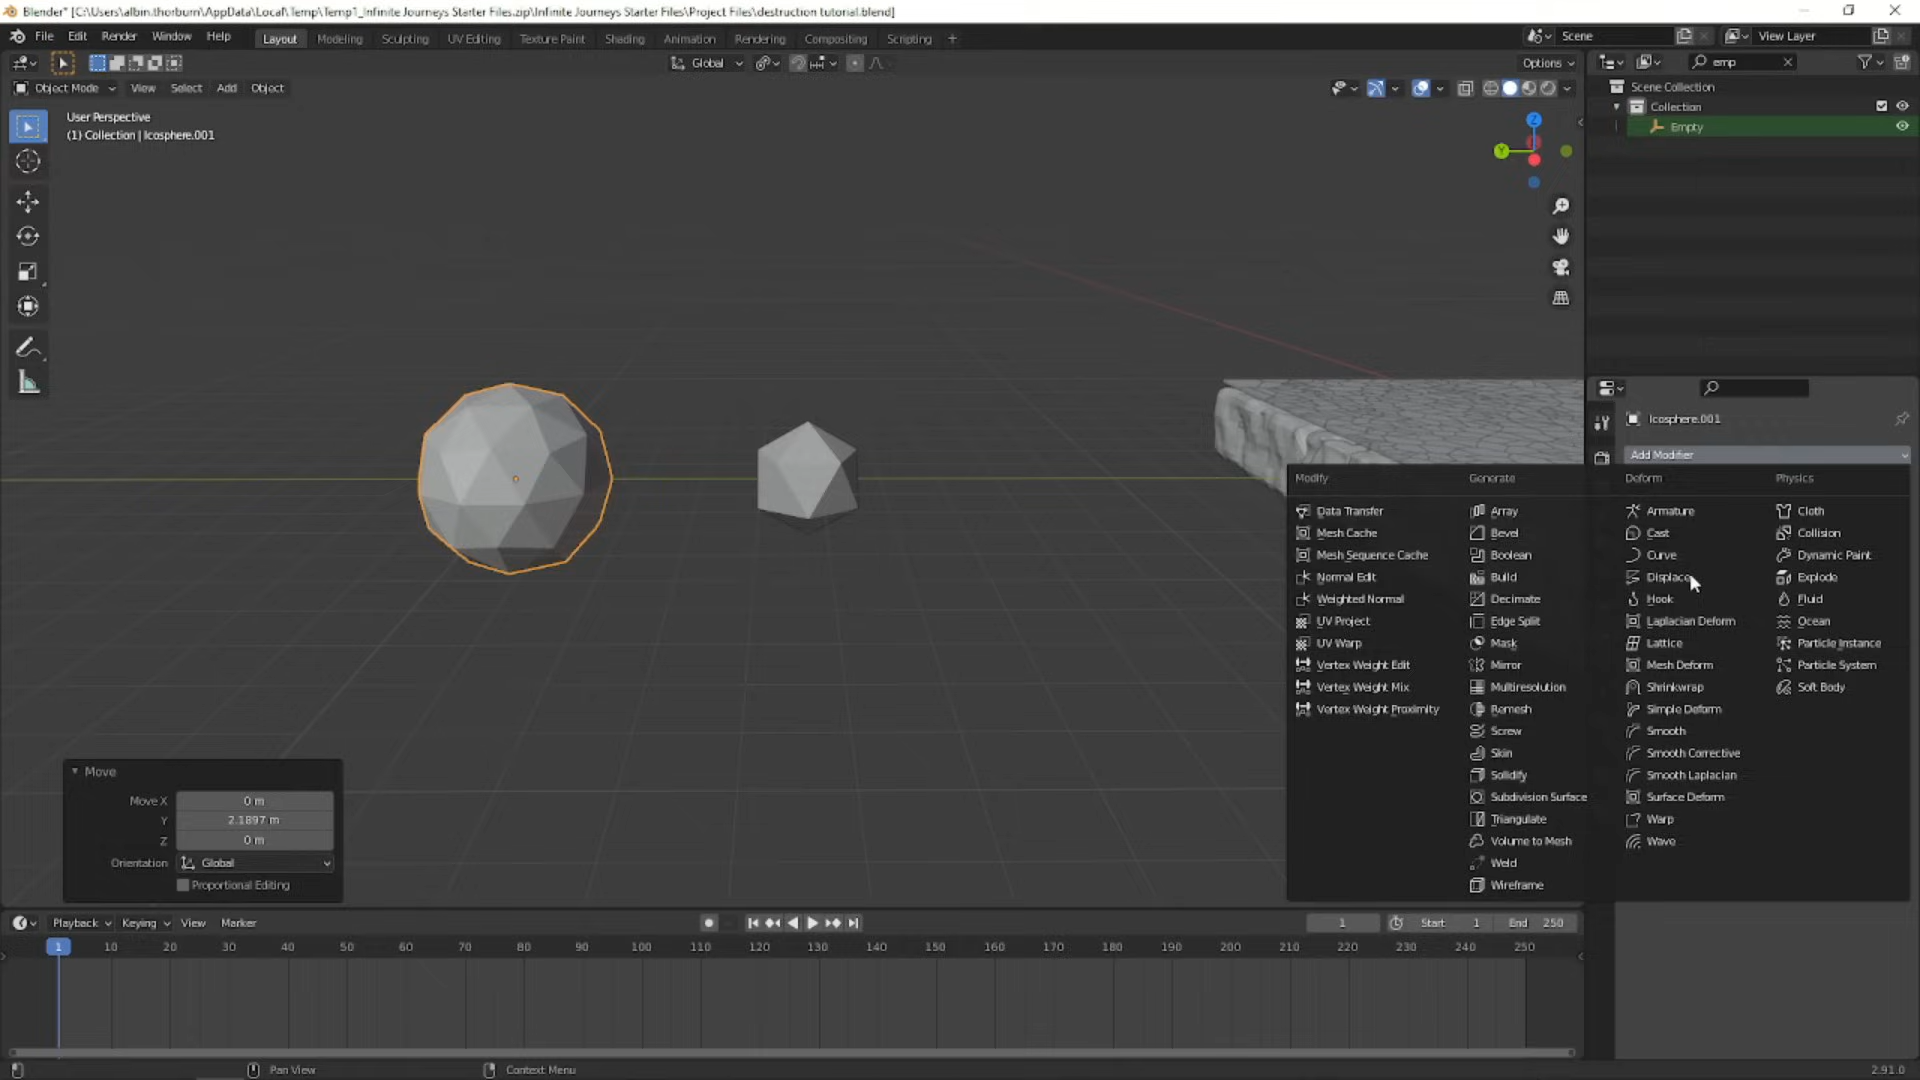 Blender* [C:\Users\albin.thorburn\AppData\Local\Temp\Temp1_Infinite Journeys Starter Files.zip\Infinite Journeys Starter Files\Project Files\destruction tutorial.blend]
File Edit Render Window Help Layout Modeling Sculpting UV Editing Texture Paint Shading Animation Rendering Compositing Scripting + Scene View Layer
Global Options emp
Object Mode View Select Add Object Scene Collection
User Perspective
(1) Collection | Icosphere.001
Collection
Empty
Z
Y
Icosphere.001
Add Modifier
Modify Generate Deform Physics
Data Transfer Array Armature Cloth
Mesh Cache Bevel Cast Collision
Mesh Sequence Cache Boolean Curve Dynamic Paint
Normal Edit Build Displace Explode
Weighted Normal Decimate Hook Fluid
UV Project Edge Split Laplacian Deform Ocean
UV Warp Mask Lattice Particle Instance
Vertex Weight Edit Mirror Mesh Deform Particle System
Vertex Weight Mix Multiresolution Shrinkwrap Soft Body
Vertex Weight Proximity Remesh Simple Deform
Screw Smooth
Skin Smooth Corrective
Solidify Smooth Laplacian
Subdivision Surface Surface Deform
Triangulate Warp
Volume to Mesh Wave
Weld
Wireframe
Move
Move X 0 m
Y 2.1897 m
Z 0 m
Orientation Global
Proportional Editing
Playback Keying View Marker 1 Start 1 End 250
1 10 20 30 40 50 60 70 80 90 100 110 120 130 140 150 160 170 180 190 200 210 220 230 240 250
Pan View Context Menu 2.91.0